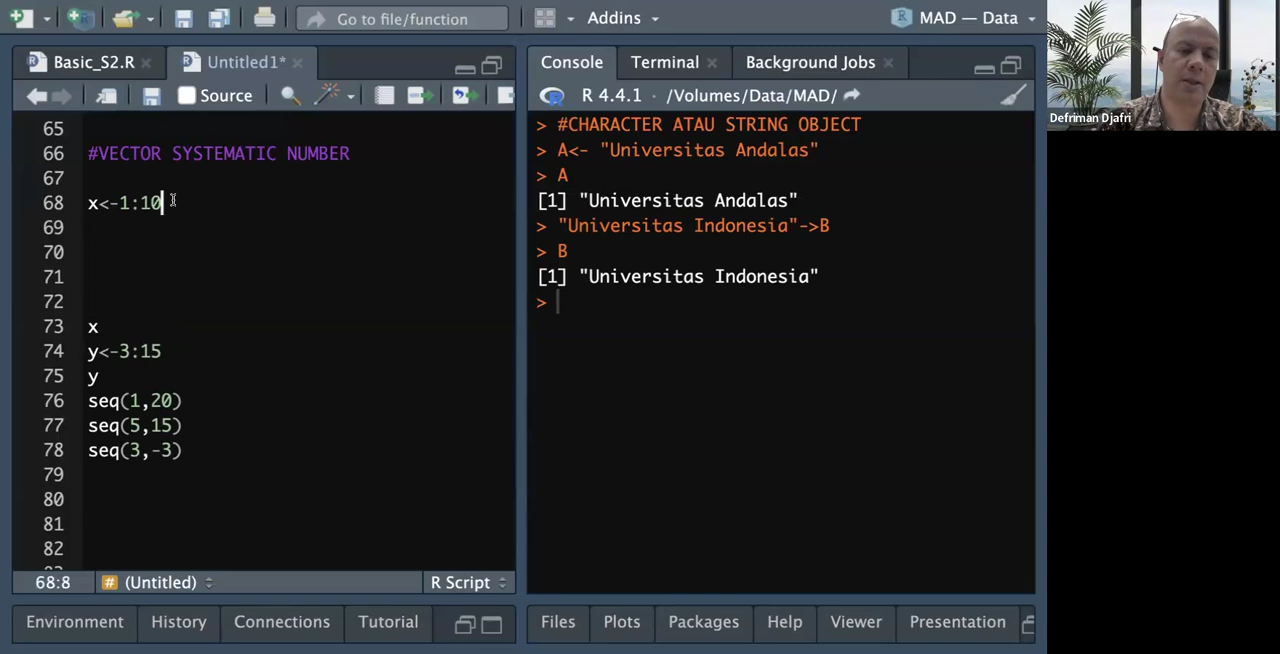 Go to file/function
Addins
MAD — Data
Basic_S2.R
Untitled1*
Source
65
66 #VECTOR SYSTEMATIC NUMBER
67
68 x<-1:10
69
70
71
72
73 x
74 y<-3:15
75 y
76 seq(1,20)
77 seq(5,15)
78 seq(3,-3)
79
80
81
82
68:8
# (Untitled)
R Script
Environment
History
Connections
Tutorial
Console
Terminal
Background Jobs
R 4.4.1 · /Volumes/Data/MAD/
> #CHARACTER ATAU STRING OBJECT
> A<- "Universitas Andalas"
> A
[1] "Universitas Andalas"
> "Universitas Indonesia"->B
> B
[1] "Universitas Indonesia"
>
Files
Plots
Packages
Help
Viewer
Presentation
Defriman Djafri